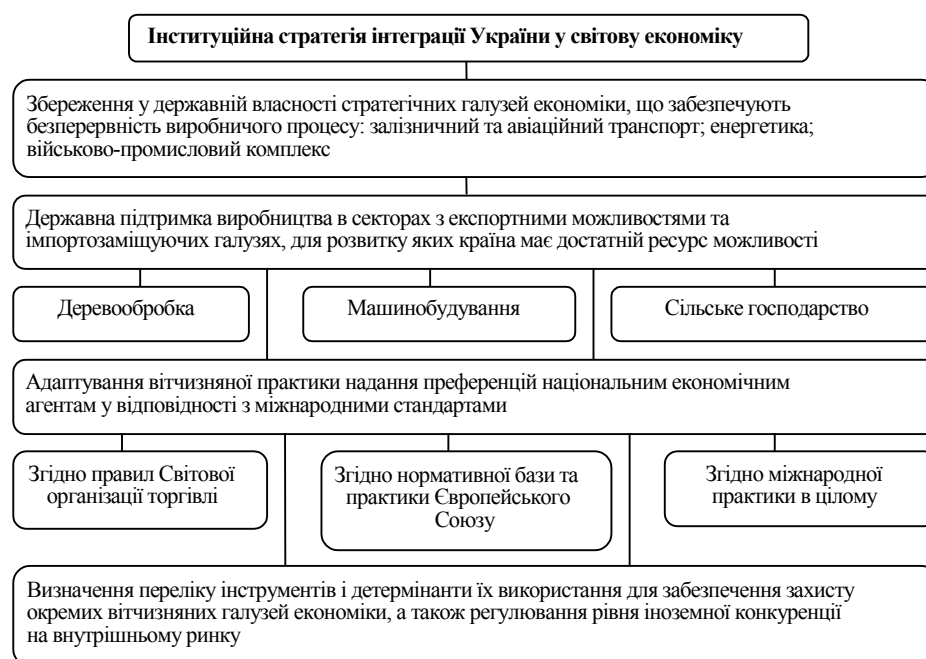 Інституційна стратегія інтеграції України у світову економіку
Збереження у державній власності стратегічних галузей економіки, що забезпечують
безперервність виробничого процесу: залізничний та авіаційний транспорт; енергетика;
військово-промисловий комплекс
Державна підтримка виробництва в секторах з експортними можливостями та
імпортозаміщуючих галузях, для розвитку яких країна має достатній ресурс можливості
Деревообробка
Машинобудування
Сільське господарство
Адаптування вітчизняної практики надання преференцій національним економічним
агентам у відповідності з міжнародними стандартами
Згідно правил Світової
організації торгівлі
Згідно нормативної бази та
практики Європейського
Союзу
Згідно міжнародної
практики в цілому
Визначення переліку інструментів і детермінанти їх використання для забезпечення захисту
окремих вітчизняних галузей економіки, а також регулювання рівня іноземної конкуренції
на внутрішньому ринку